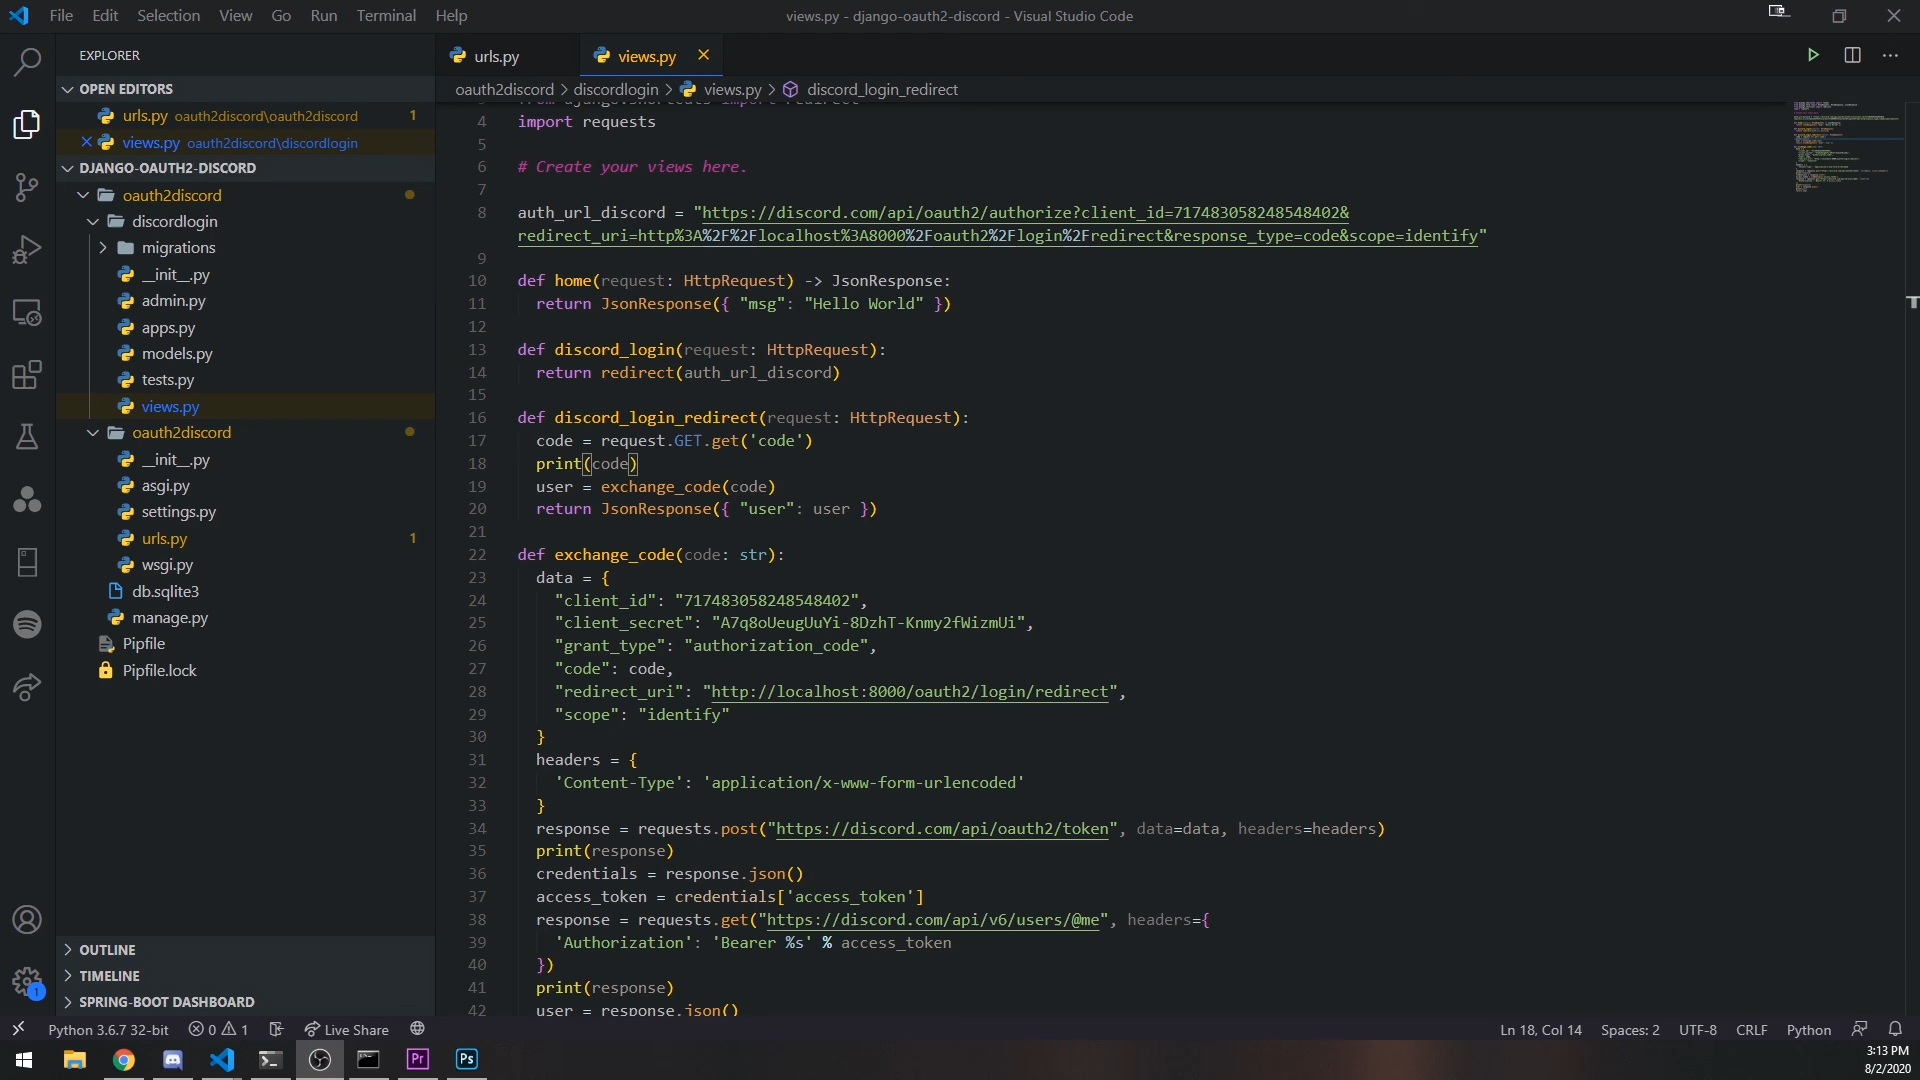 File Edit Selection View Go Run Terminal Help
views.py - django-oauth2-discord - Visual Studio Code
EXPLORER
OPEN EDITORS
urls.py oauth2discord\oauth2discord 1
views.py oauth2discord\discordlogin
DJANGO-OAUTH2-DISCORD
oauth2discord
discordlogin
migrations
__init__.py
admin.py
apps.py
models.py
tests.py
views.py
oauth2discord
__init__.py
asgi.py
settings.py
urls.py 1
wsgi.py
db.sqlite3
manage.py
Pipfile
Pipfile.lock
OUTLINE
TIMELINE
SPRING-BOOT DASHBOARD
1
urls.py views.py
oauth2discord > discordlogin > views.py > discord_login_redirect
3 from django.shortcuts import redirect
4 import requests
5
6 # Create your views here.
7
8 auth_url_discord = "https://discord.com/api/oauth2/authorize?client_id=717483058248548402&
redirect_uri=http%3A%2F%2Flocalhost%3A8000%2Foauth2%2Flogin%2Fredirect&response_type=code&scope=identify"
9
10 def home(request: HttpRequest) -> JsonResponse:
11 return JsonResponse({ "msg": "Hello World" })
12
13 def discord_login(request: HttpRequest):
14 return redirect(auth_url_discord)
15
16 def discord_login_redirect(request: HttpRequest):
17 code = request.GET.get('code')
18 print(code)
19 user = exchange_code(code)
20 return JsonResponse({ "user": user })
21
22 def exchange_code(code: str):
23 data = {
24 "client_id": "717483058248548402",
25 "client_secret": "A7q8oUeugUuYi-8DzhT-Knmy2fWizmUi",
26 "grant_type": "authorization_code",
27 "code": code,
28 "redirect_uri": "http://localhost:8000/oauth2/login/redirect",
29 "scope": "identify"
30 }
31 headers = {
32 'Content-Type': 'application/x-www-form-urlencoded'
33 }
34 response = requests.post("https://discord.com/api/oauth2/token", data=data, headers=headers)
35 print(response)
36 credentials = response.json()
37 access_token = credentials['access_token']
38 response = requests.get("https://discord.com/api/v6/users/@me", headers={
39 'Authorization': 'Bearer %s' % access_token
40 })
41 print(response)
42 user = response.json()
Python 3.6.7 32-bit 0 1 Live Share
Ln 18, Col 14 Spaces: 2 UTF-8 CRLF Python
Pr Ps
3:13 PM
8/2/2020